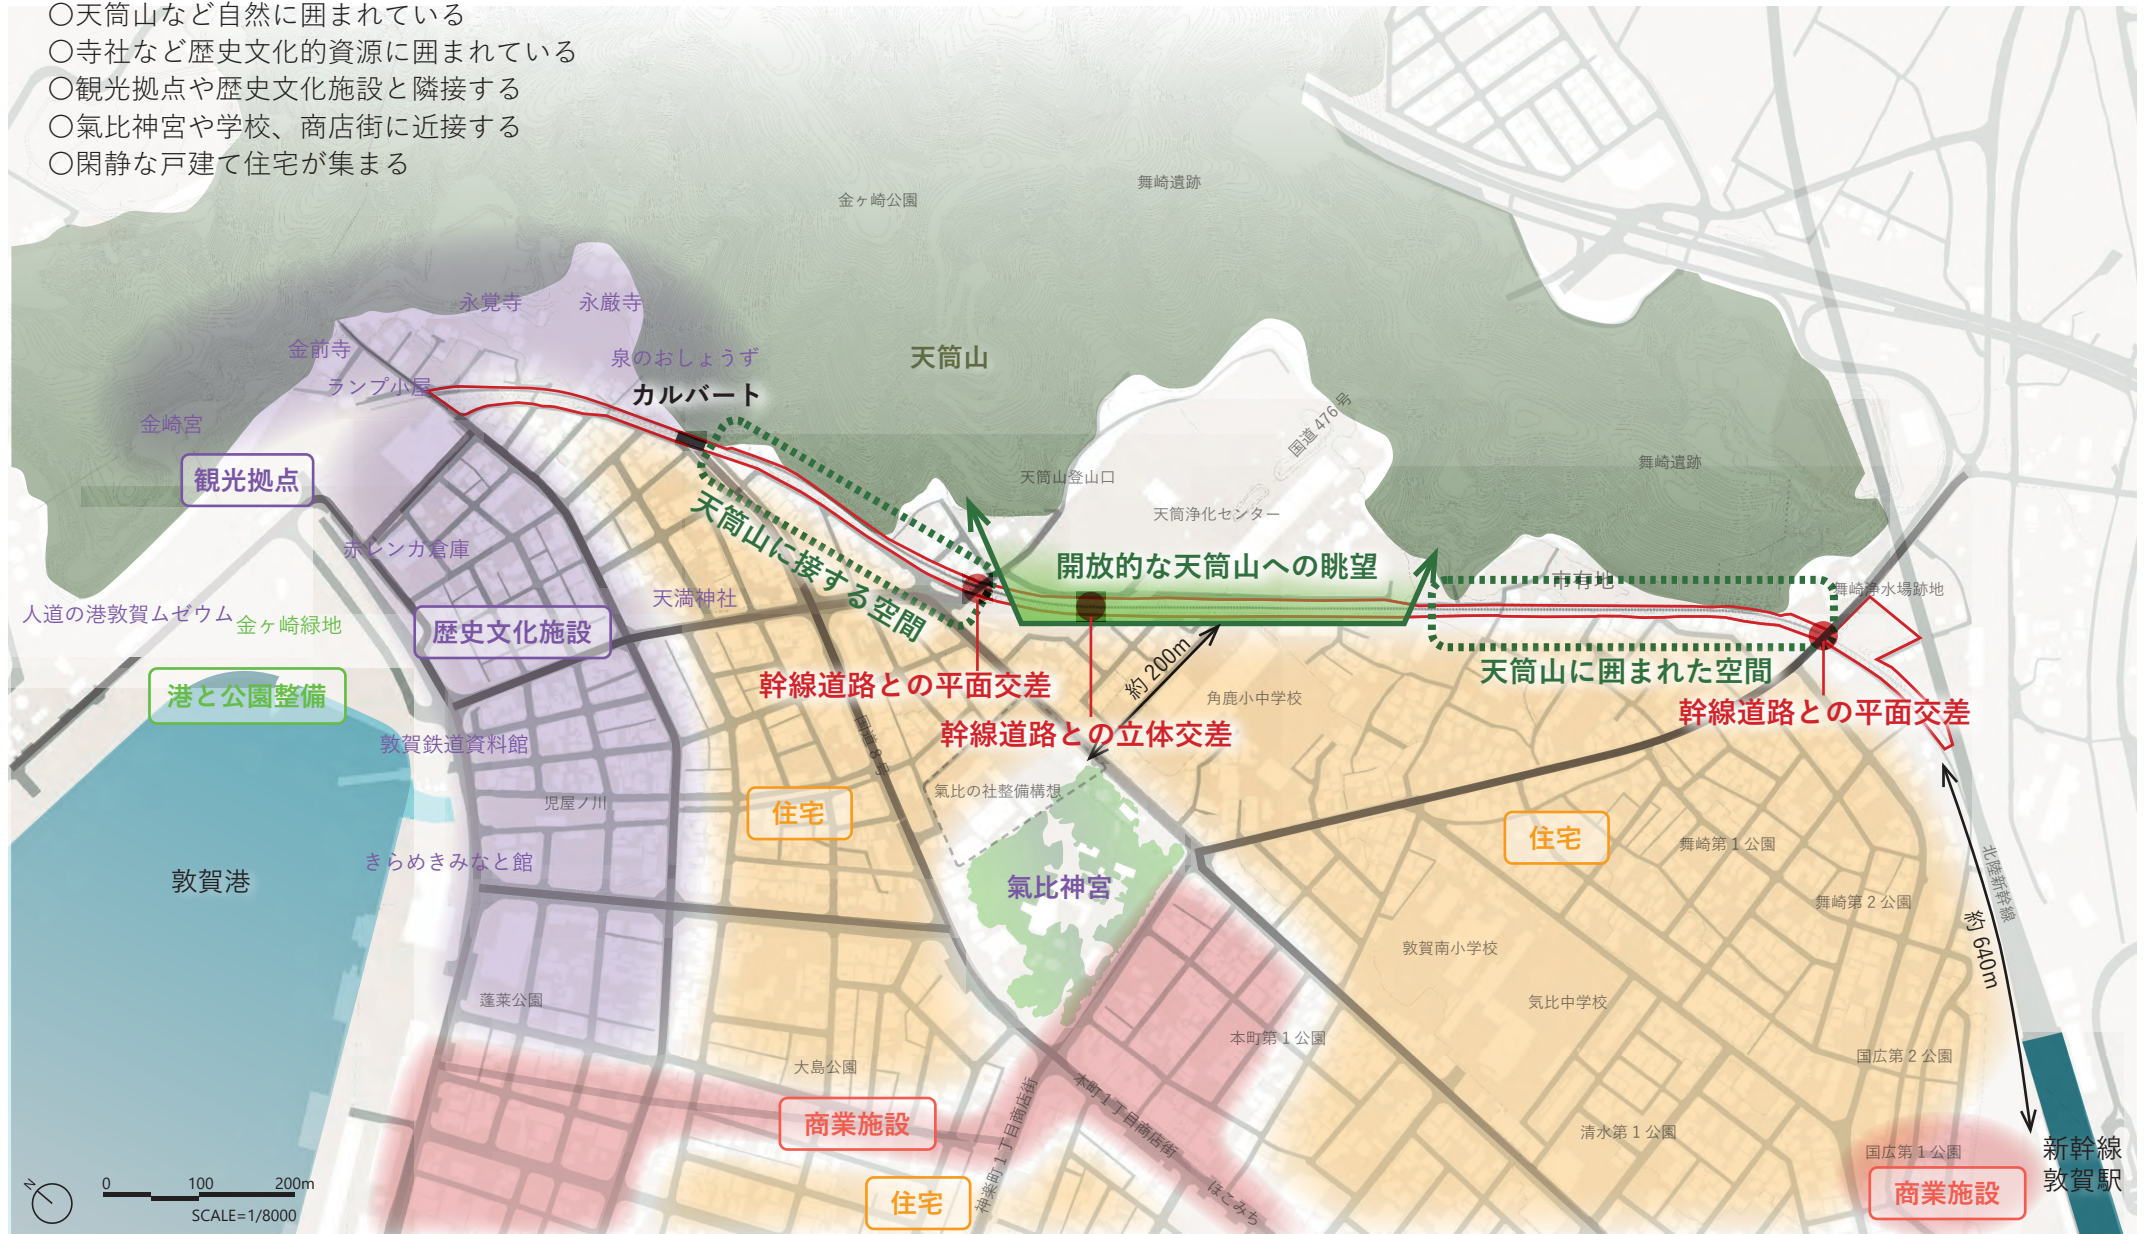 〇天筒山など自然に囲まれている
〇寺社など歴史文化的資源に囲まれている
〇観光拠点や歴史文化施設と隣接する
〇氣比神宮や学校、商店街に近接する
〇閑静な戸建て住宅が集まる
舞崎遺跡
金ヶ崎公園
永覚寺
永厳寺
金前寺
泉のおしょうず
天筒山
ランプ小屋
カルバート
金崎宮
国道 476 号
観光拠点
天筒山登山口
舞崎遺跡
天筒浄化センター
赤レンガ倉庫
天筒山に接する空間
開放的な天筒山への眺望
市有地
舞崎浄水場跡地
天満神社
人道の港敦賀ムゼウム
金ヶ崎緑地
歴史文化施設
約 200m
天筒山に囲まれた空間
幹線道路との平面交差
港と公園整備
角鹿小中学校
幹線道路との平面交差
幹線道路との立体交差
国道 8 号
敦賀鉄道資料館
氣比の社整備構想
児屋ノ川
住宅
住宅
舞崎第 1 公園
きらめきみなと館
敦賀港
氣比神宮
北陸新幹線
舞崎第 2 公園
約 640m
敦賀南小学校
蓬莱公園
気比中学校
本町第 1 公園
国広第 2 公園
大島公園
神楽町 1 丁目商店街
本町 1 丁目商店街
商業施設
清水第 1 公園
国広第 1 公園
新幹線
敦賀駅
商業施設
住宅
ほこみち
N
0 100 200m
SCALE=1/8000